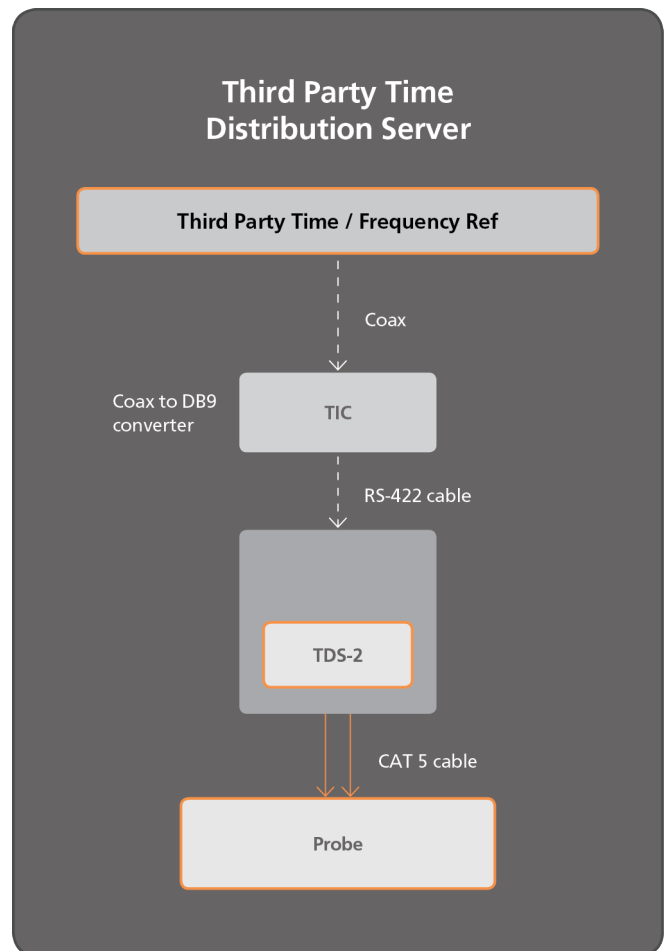 Third Party Time
Distribution Server
Third Party Time / Frequency Ref
Coax
Coax to DB9
converter
TIC
RS-422 cable
TDS-2
CAT 5 cable
Probe